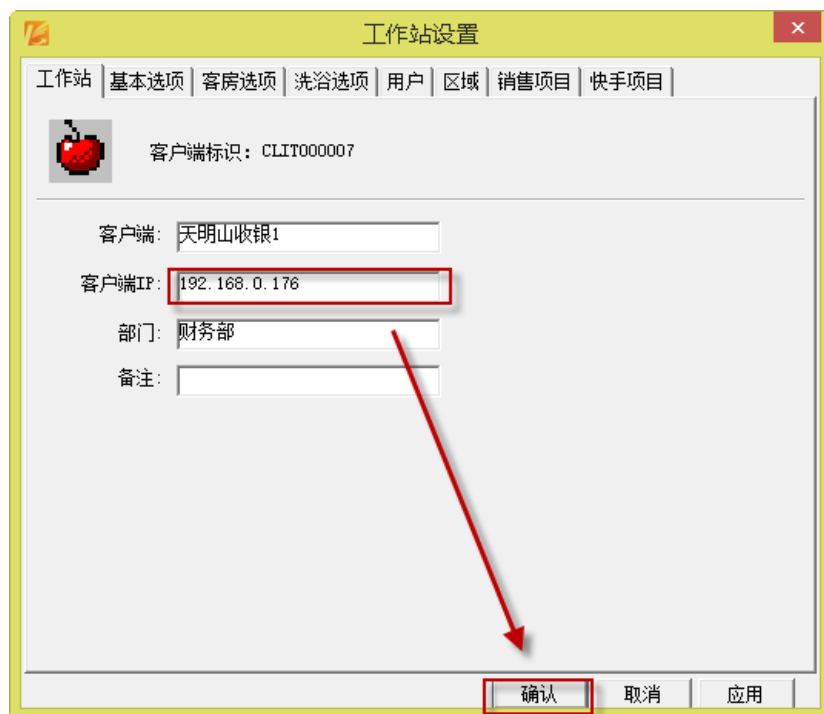 工作站设置
工作站 基本选项 客房选项 洗浴选项 用户 区域 销售项目 快手项目
客户端标识: CLIT000007
客户端: 天明山收银1
客户端IP: 192.168.0.176
部门: 财务部
备注:
确认 取消 应用